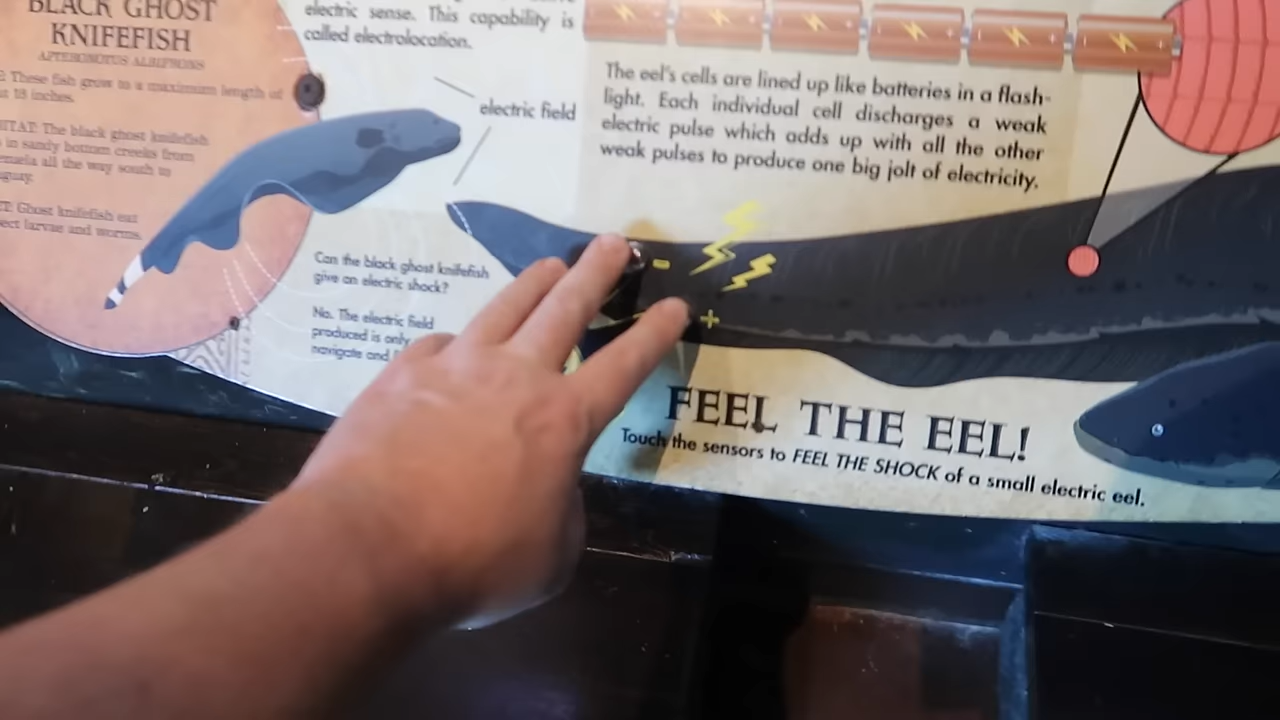 BLACK GHOST
KNIFEFISH
APTERONOTUS ALBIFRONS
These fish grow to a maximum length of
18 inches.
The black ghost knifefish
in sandy bottom creeks from
all the way south to
Ghost knifefish eat
larvae and worms.
electric sense. This capability is
called electrolocation.
electric field
Can the black ghost knifefish
give an electric shock?
No. The electric field
produced is only
navigate and
The eel's cells are lined up like batteries in a flash-
light. Each individual cell discharges a weak
electric pulse which adds up with all the other
weak pulses to produce one big jolt of electricity.
-
+
FEEL THE EEL!
Touch the sensors to FEEL THE SHOCK of a small electric eel.